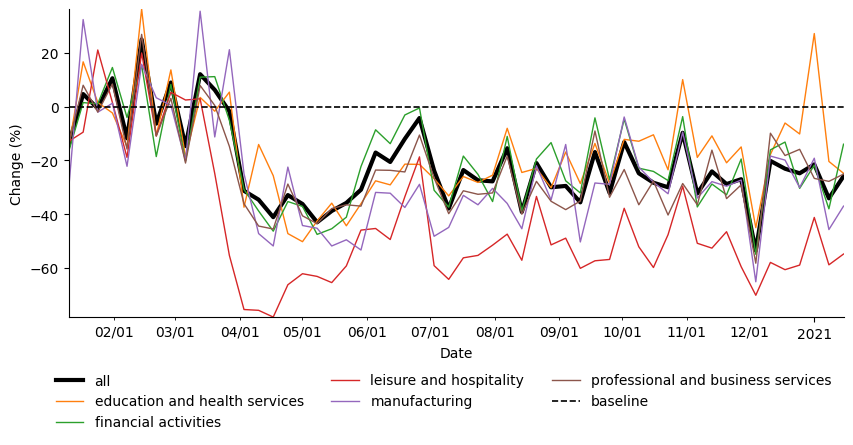 Change (%)
20
0
−20
−40
−60
02/01 03/01 04/01 05/01 06/01 07/01 08/01 09/01 10/01 11/01 12/01 2021
Date
all leisure and hospitality professional and business services
education and health services manufacturing baseline
financial activities